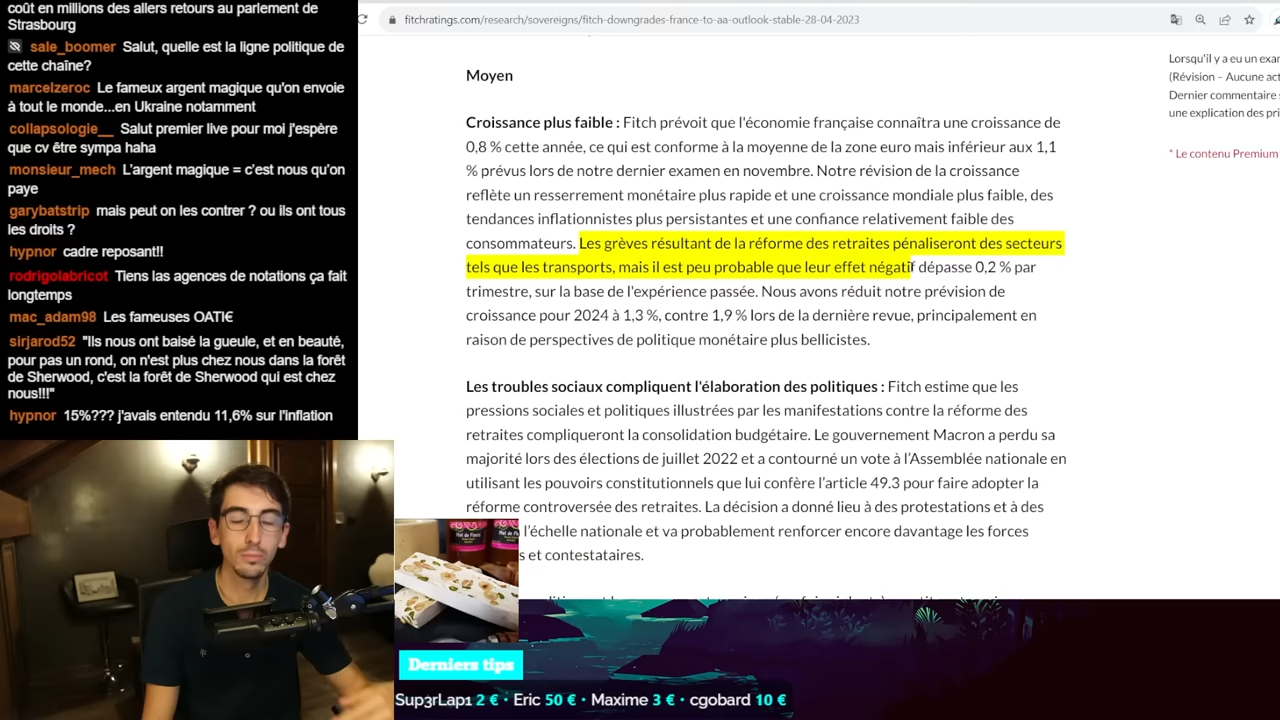 coût en millions des allers retours au parlement de
Strasbourg
sale_boomer Salut, quelle est la ligne politique de
cette chaîne?
marcelzeroc Le fameux argent magique qu'on envoie
à tout le monde...en Ukraine notamment
collapsologie__ Salut premier live pour moi j'espère
que cv être sympa haha
monsieur_mech L'argent magique = c'est nous qu'on
paye
garybatstrip mais peut on les contrer ? ou ils ont tous
les droits ?
hypnor cadre reposant!!
rodrigolabricot Tiens les agences de notations ça fait
longtemps
mac_adam98 Les fameuses OATI€
sirjarod52 "Ils nous ont baisé la gueule, et en beauté,
pour pas un rond, on n'est plus chez nous dans la forêt
de Sherwood, c'est la forêt de Sherwood qui est chez
nous!!!"
hypnor 15%??? j'avais entendu 11,6% sur l'inflation
fitchratings.com/research/sovereigns/fitch-downgrades-france-to-aa-outlook-stable-28-04-2023
Moyen
Croissance plus faible : Fitch prévoit que l'économie française connaîtra une croissance de
0,8 % cette année, ce qui est conforme à la moyenne de la zone euro mais inférieur aux 1,1
% prévus lors de notre dernier examen en novembre. Notre révision de la croissance
reflète un resserrement monétaire plus rapide et une croissance mondiale plus faible, des
tendances inflationnistes plus persistantes et une confiance relativement faible des
consommateurs. Les grèves résultant de la réforme des retraites pénaliseront des secteurs
tels que les transports, mais il est peu probable que leur effet négatif dépasse 0,2 % par
trimestre, sur la base de l'expérience passée. Nous avons réduit notre prévision de
croissance pour 2024 à 1,3 %, contre 1,9 % lors de la dernière revue, principalement en
raison de perspectives de politique monétaire plus bellicistes.
Les troubles sociaux compliquent l'élaboration des politiques : Fitch estime que les
pressions sociales et politiques illustrées par les manifestations contre la réforme des
retraites compliqueront la consolidation budgétaire. Le gouvernement Macron a perdu sa
majorité lors des élections de juillet 2022 et a contourné un vote à l'Assemblée nationale en
utilisant les pouvoirs constitutionnels que lui confère l'article 49.3 pour faire adopter la
réforme controversée des retraites. La décision a donné lieu à des protestations et à des
l'échelle nationale et va probablement renforcer encore davantage les forces
s et contestataires.
Lorsqu'il y a eu un exar
(Révision – Aucune act
Dernier commentaire
une explication des pri
* Le contenu Premium
Miel de Fleurs
Derniers tips
Sup3rLap1 2 € • Eric 50 € • Maxime 3 € • cgobard 10 €